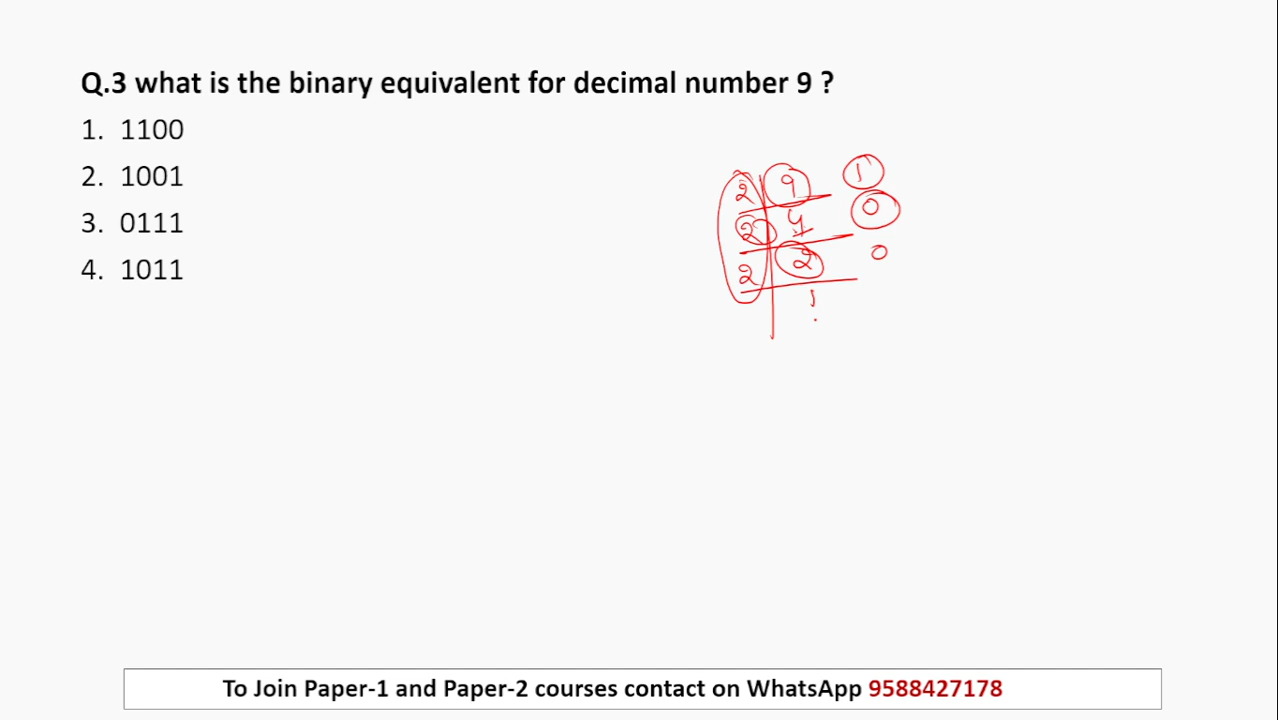 Q.3 what is the binary equivalent for decimal number 9 ?
1. 1100
2. 1001
3. 0111
4. 1011
2 9 1
2 4 0
2 2 0
1
To Join Paper-1 and Paper-2 courses contact on WhatsApp 9588427178